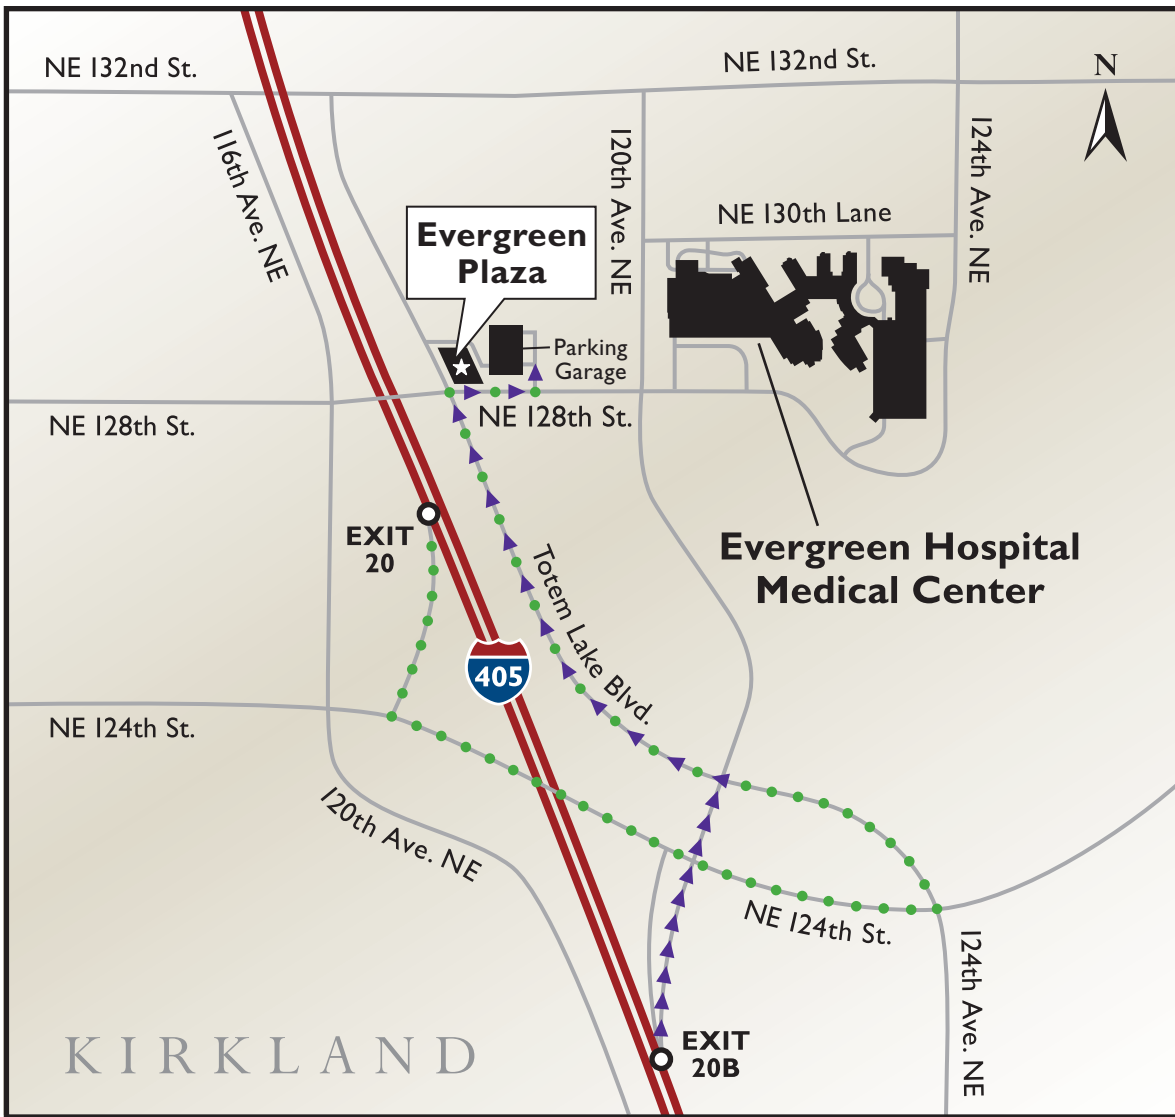 NE 132nd St.
NE 132nd St.
N
116th Ave. NE
120th Ave. NE
124th Ave. NE
NE 130th Lane
Evergreen
Plaza
Parking
Garage
NE 128th St.
NE 128th St.
EXIT
20
Evergreen Hospital
Medical Center
Totem Lake Blvd.
405
NE 124th St.
120th Ave. NE
NE 124th St.
124th Ave. NE
EXIT
20B
KIRKLAND